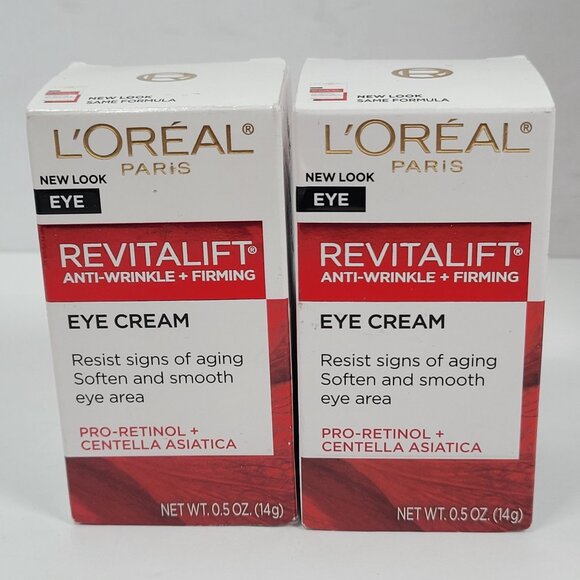 NEW LOOK
SAME FORMULA
L'ORÉAL®
PARIS
NEW LOOK
EYE
REVITALIFT®
ANTI-WRINKLE + FIRMING
EYE CREAM
Resist signs of aging
Soften and smooth
eye area
PRO-RETINOL +
CENTELLA ASIATICA
NET WT. 0.5 OZ. (14g)
NEW LOOK
SAME FORMULA
L'ORÉAL®
PARIS
NEW LOOK
EYE
REVITALIFT®
ANTI-WRINKLE + FIRMING
EYE CREAM
Resist signs of aging
Soften and smooth
eye area
PRO-RETINOL +
CENTELLA ASIATICA
NET WT. 0.5 OZ. (14g)